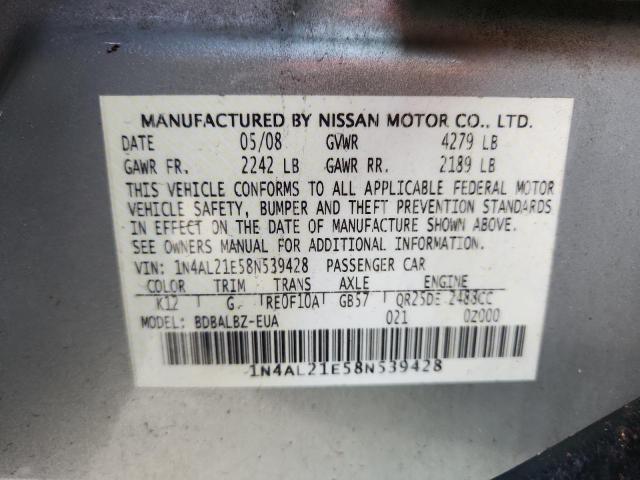 MANUFACTURED BY NISSAN MOTOR CO., LTD.
DATE 05/08 GVWR 4279 LB
GAWR FR. 2242 LB GAWR RR. 2189 LB
THIS VEHICLE CONFORMS TO ALL APPLICABLE FEDERAL MOTOR
VEHICLE SAFETY, BUMPER AND THEFT PREVENTION STANDARDS
IN EFFECT ON THE DATE OF MANUFACTURE SHOWN ABOVE.
SEE OWNERS MANUAL FOR ADDITIONAL INFORMATION.
VIN: 1N4AL21E58N539428 PASSENGER CAR
COLOR TRIM TRANS AXLE ENGINE
K12 G RE0F10A GB57 QR25DE 2488CC
MODEL: BDBALBZ-EUA 021 02000
1N4AL21E58N539428